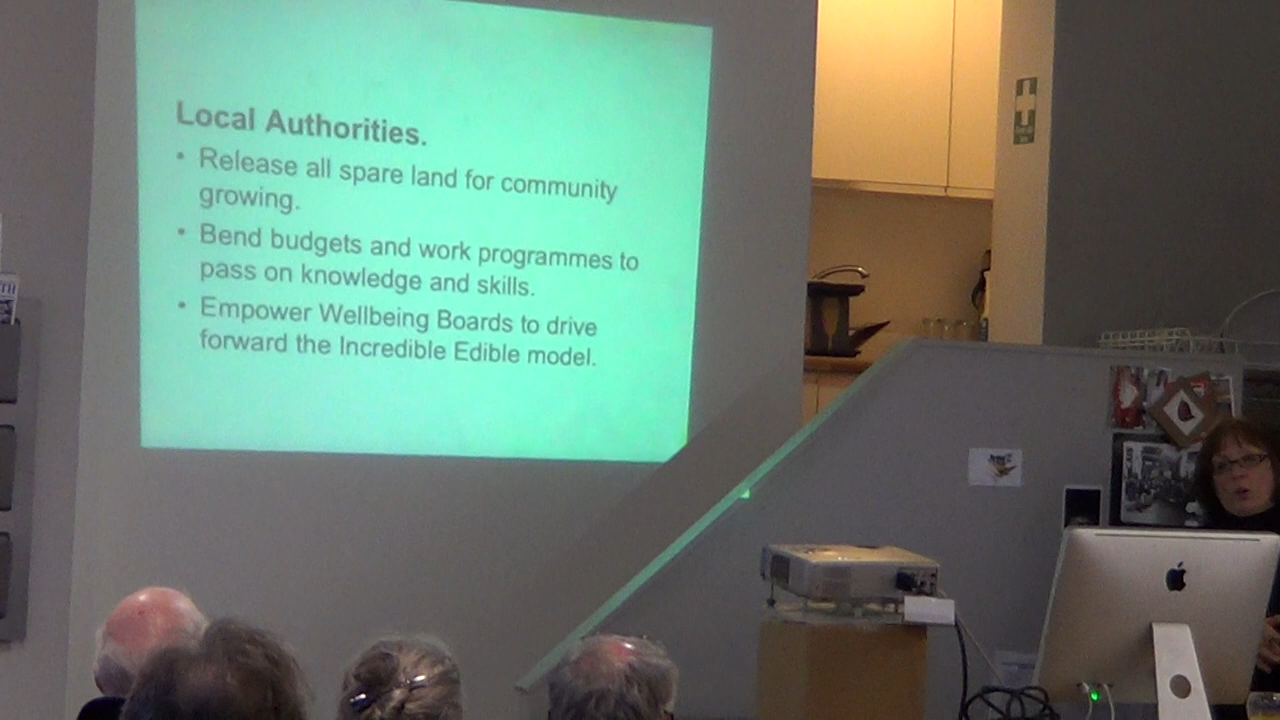 Local Authorities.
• Release all spare land for community
growing.
• Bend budgets and work programmes to
pass on knowledge and skills.
• Empower Wellbeing Boards to drive
forward the Incredible Edible model.